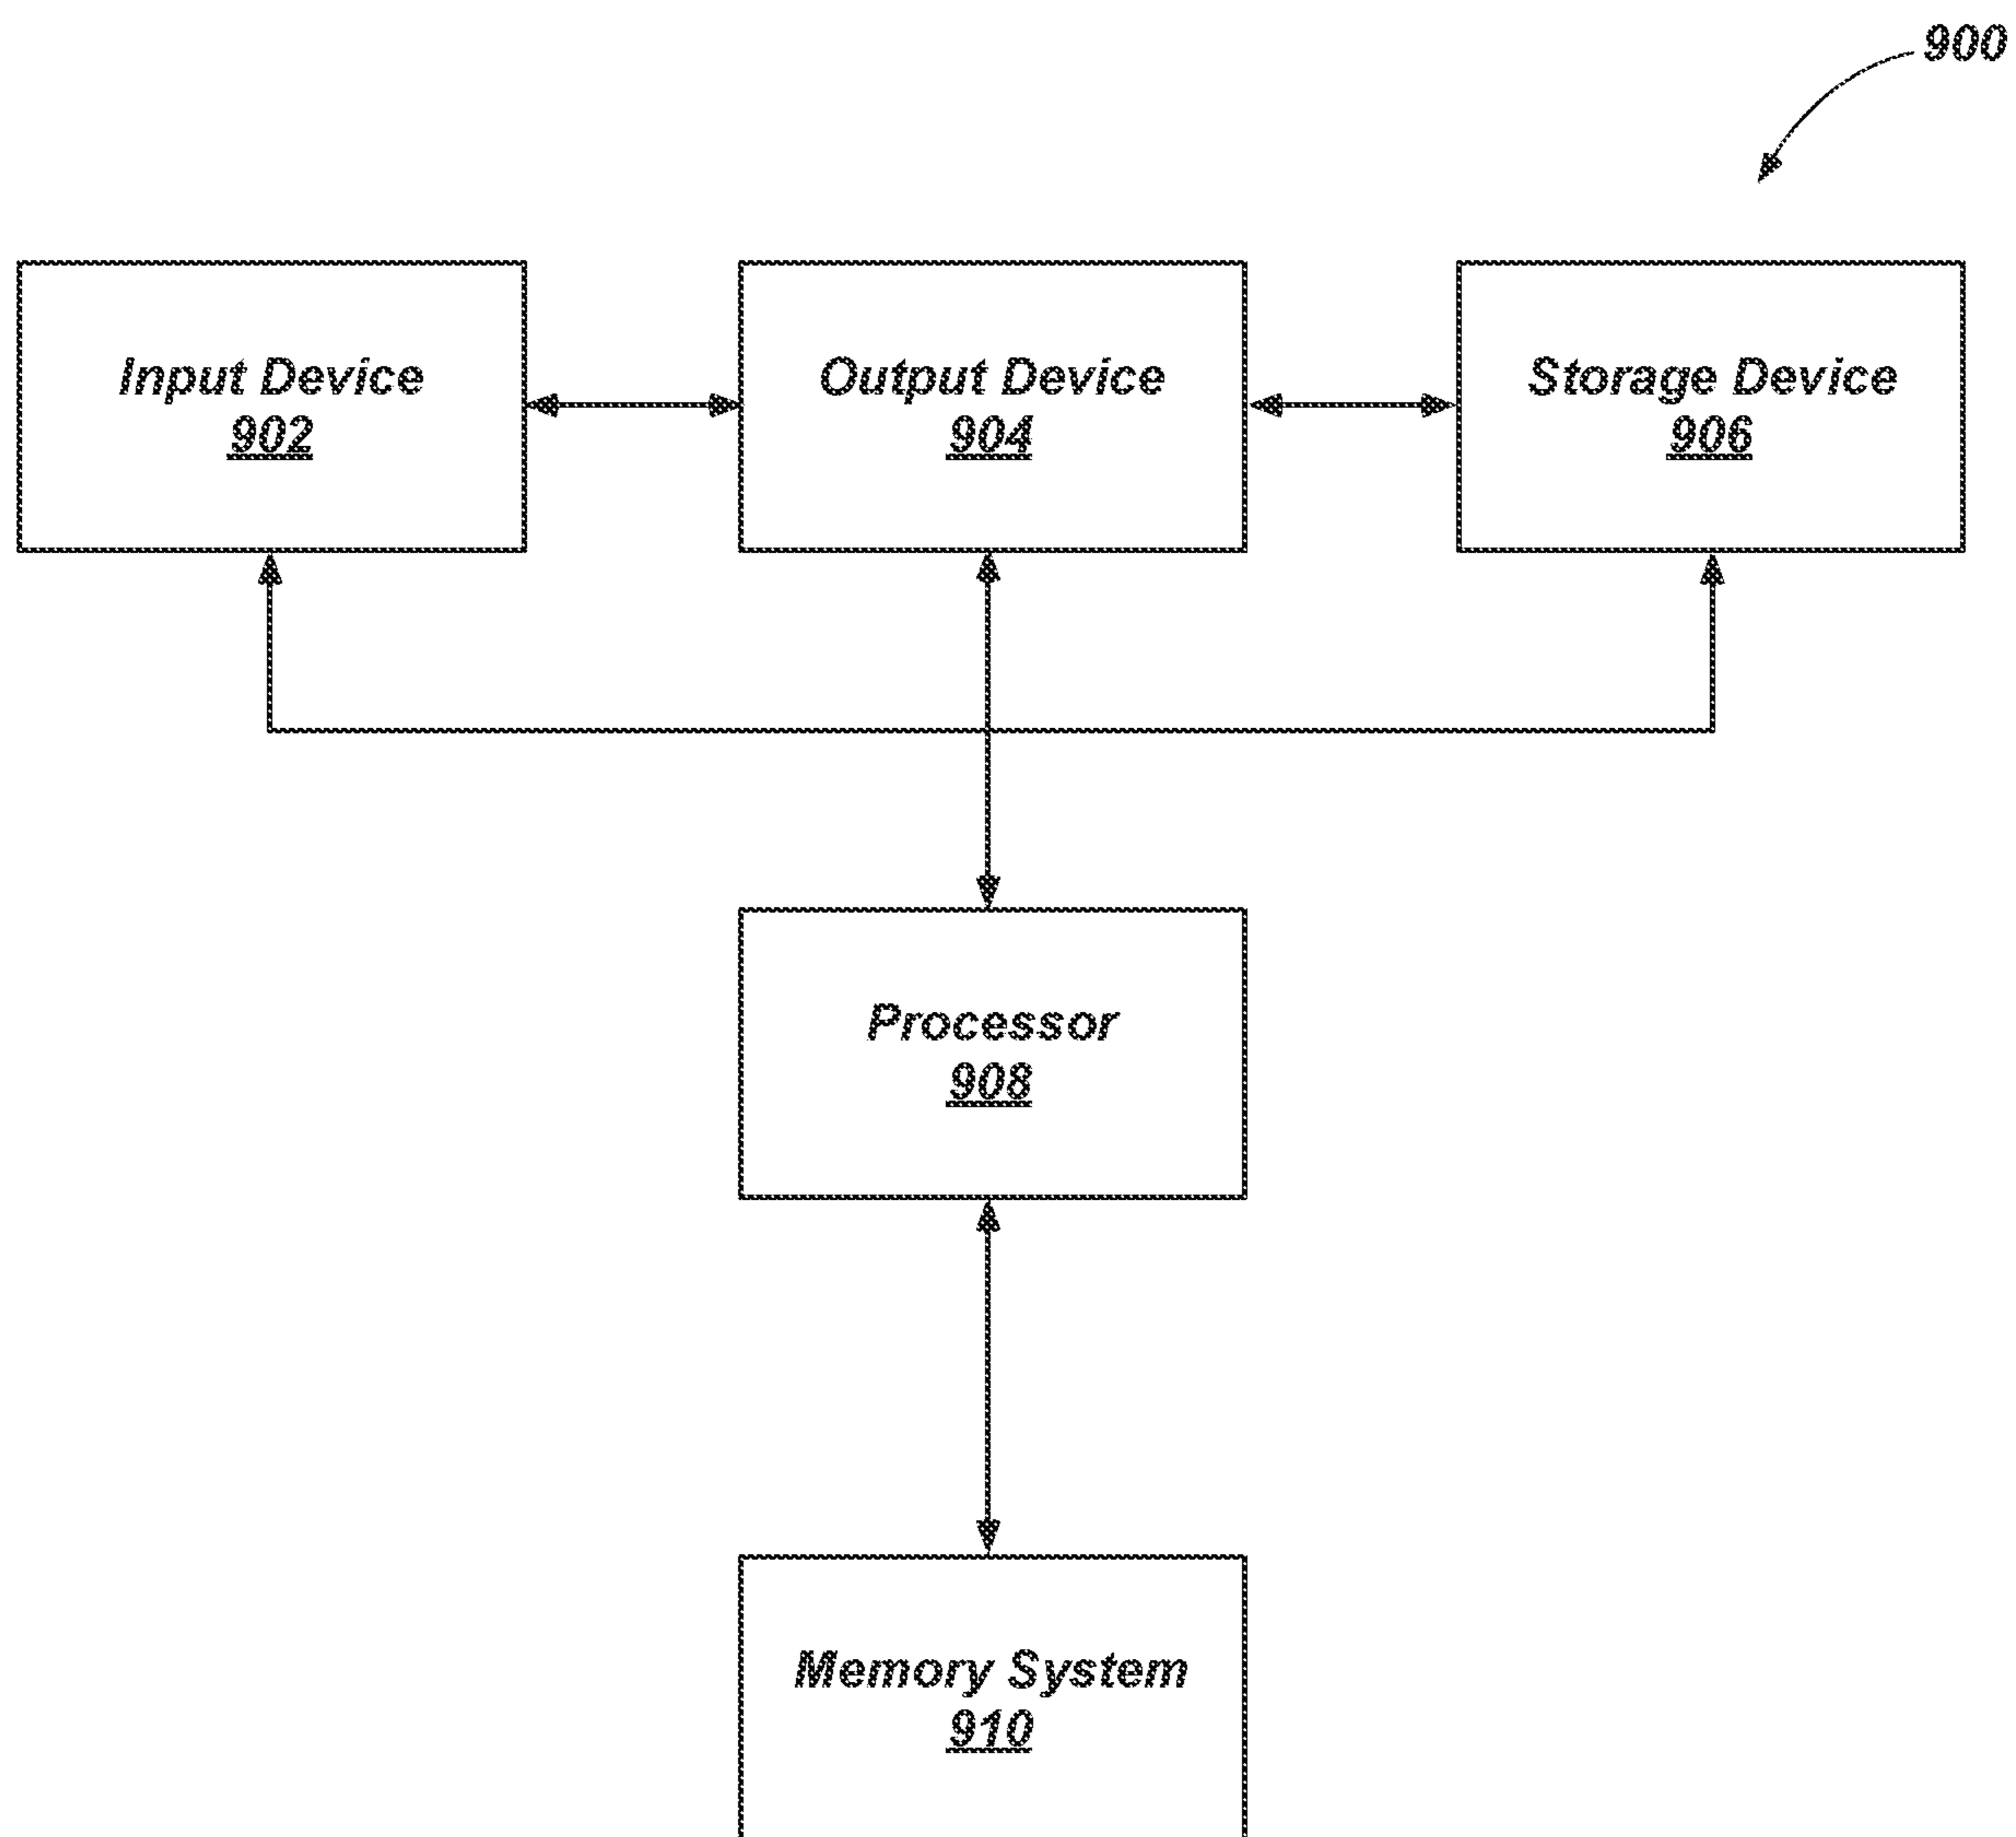 900
Input Device
902
Output Device
904
Storage Device
906
Processor
908
Memory System
910